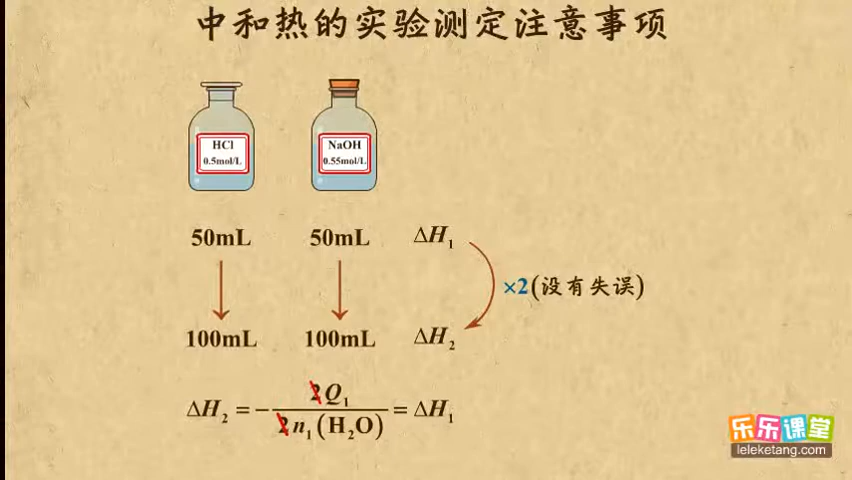 中和热的实验测定注意事项
HCl
0.5mol/L
NaOH
0.55mol/L
50mL 50mL ΔH₁
×2(没有失误)
100mL 100mL ΔH₂
ΔH₂ = -2Q₁/2n₁(H₂O) = ΔH₁
乐乐课堂
leleketang.com